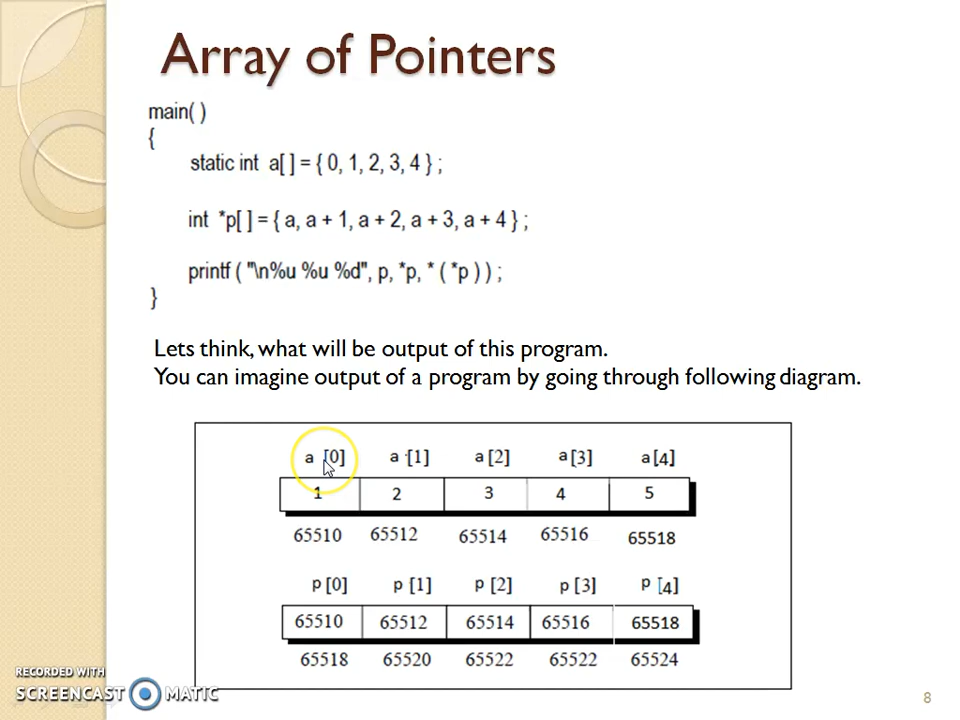 Array of Pointers
main( )
{
static int a[ ] = { 0, 1, 2, 3, 4 } ;
int *p[ ] = { a, a + 1, a + 2, a + 3, a + 4 } ;
printf ( "\n%u %u %d", p, *p, * ( *p ) ) ;
}
Lets think, what will be output of this program.
You can imagine output of a program by going through following diagram.
a [0] a [1] a [2] a [3] a [4]
1 2 3 4 5
65510 65512 65514 65516 65518
p [0] p [1] p [2] p [3] p [4]
65510 65512 65514 65516 65518
65518 65520 65522 65522 65524
RECORDED WITH
SCREENCAST MATIC
8